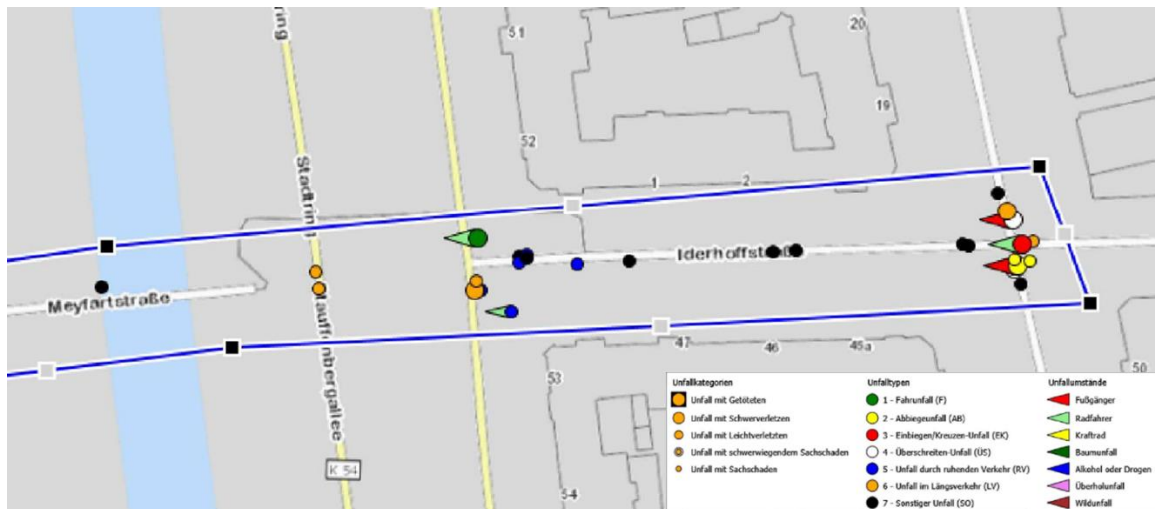 ring
51
20
19
52
1
2
Stadtring
Iderhoffstraße
Meyfartstraße
Stauffenbergallee
47
46
45a
50
53
K 54
54
Unfallkategorien
Unfall mit Getöteten
Unfall mit Schwerverletzen
Unfall mit Leichtverletzten
Unfall mit schwerwiegendem Sachschaden
Unfall mit Sachschaden
Unfalltypen
1 - Fahrunfall (F)
2 - Abbiegeunfall (AB)
3 - Einbiegen/Kreuzen-Unfall (EK)
4 - Überschreiten-Unfall (ÜS)
5 - Unfall durch ruhenden Verkehr (RV)
6 - Unfall im Längsverkehr (LV)
7 - Sonstiger Unfall (SO)
Unfallumstände
Fußgänger
Radfahrer
Kraftrad
Baumunfall
Alkohol oder Drogen
Überholunfall
Wildunfall